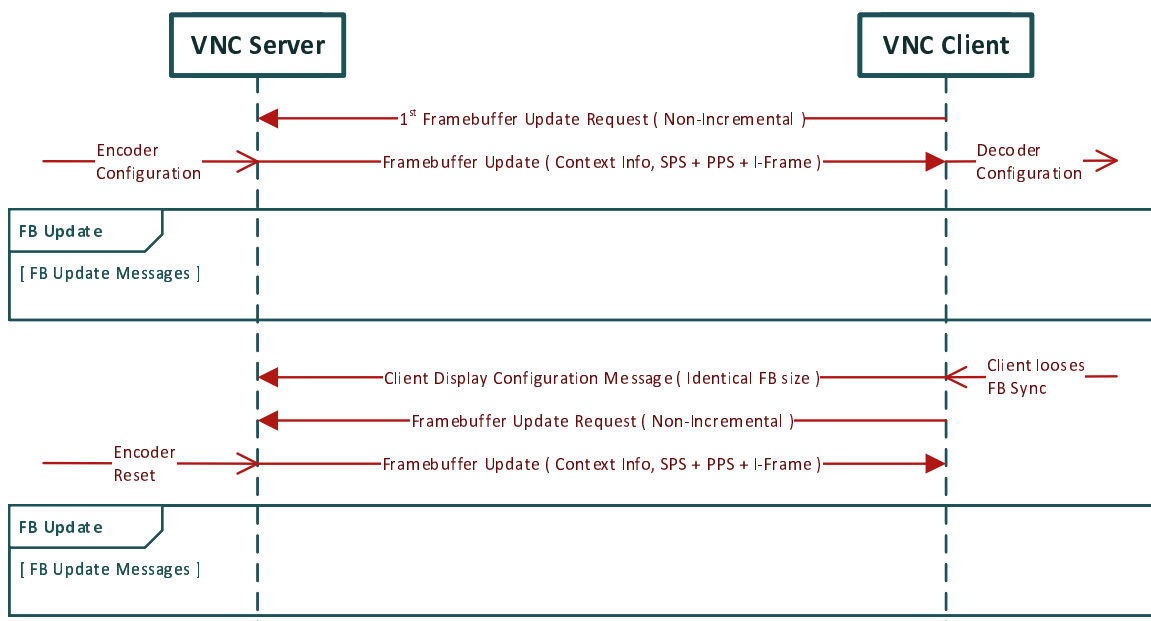 VNC Server
VNC Client
1st Framebuffer Update Request ( Non-Incremental )
Encoder
Configuration
Framebuffer Update ( Context Info, SPS + PPS + I-Frame )
Decoder
Configuration
FB Update
[ FB Update Messages ]
Client Display Configuration Message ( Identical FB size )
Client looses
FB Sync
Framebuffer Update Request ( Non-Incremental )
Encoder
Reset
Framebuffer Update ( Context Info, SPS + PPS + I-Frame )
FB Update
[ FB Update Messages ]